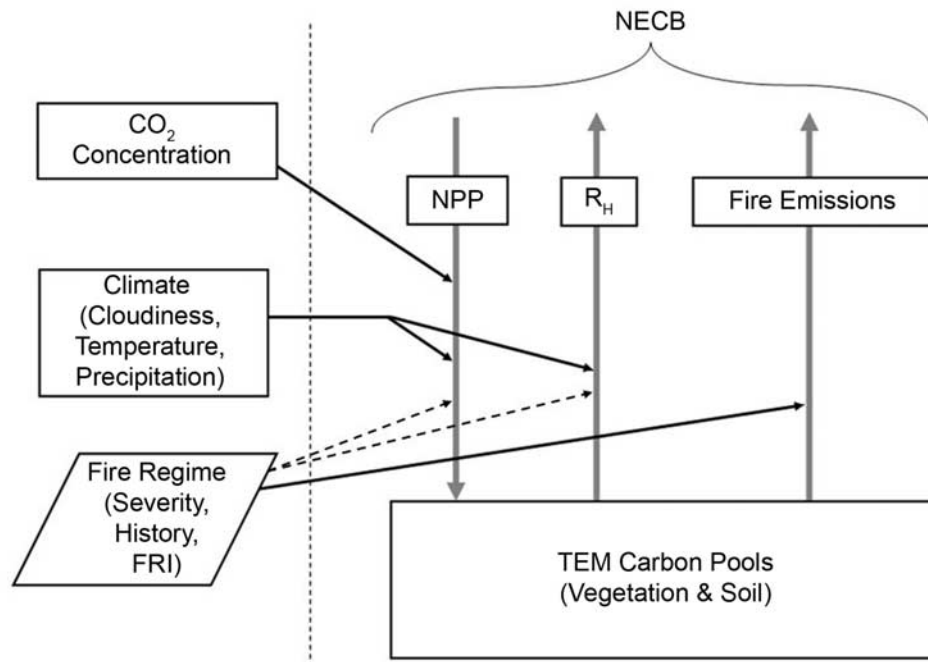 NECB
CO₂
Concentration
NPP
R_H
Fire Emissions
Climate
(Cloudiness,
Temperature,
Precipitation)
Fire Regime
(Severity,
History,
FRI)
TEM Carbon Pools
(Vegetation & Soil)